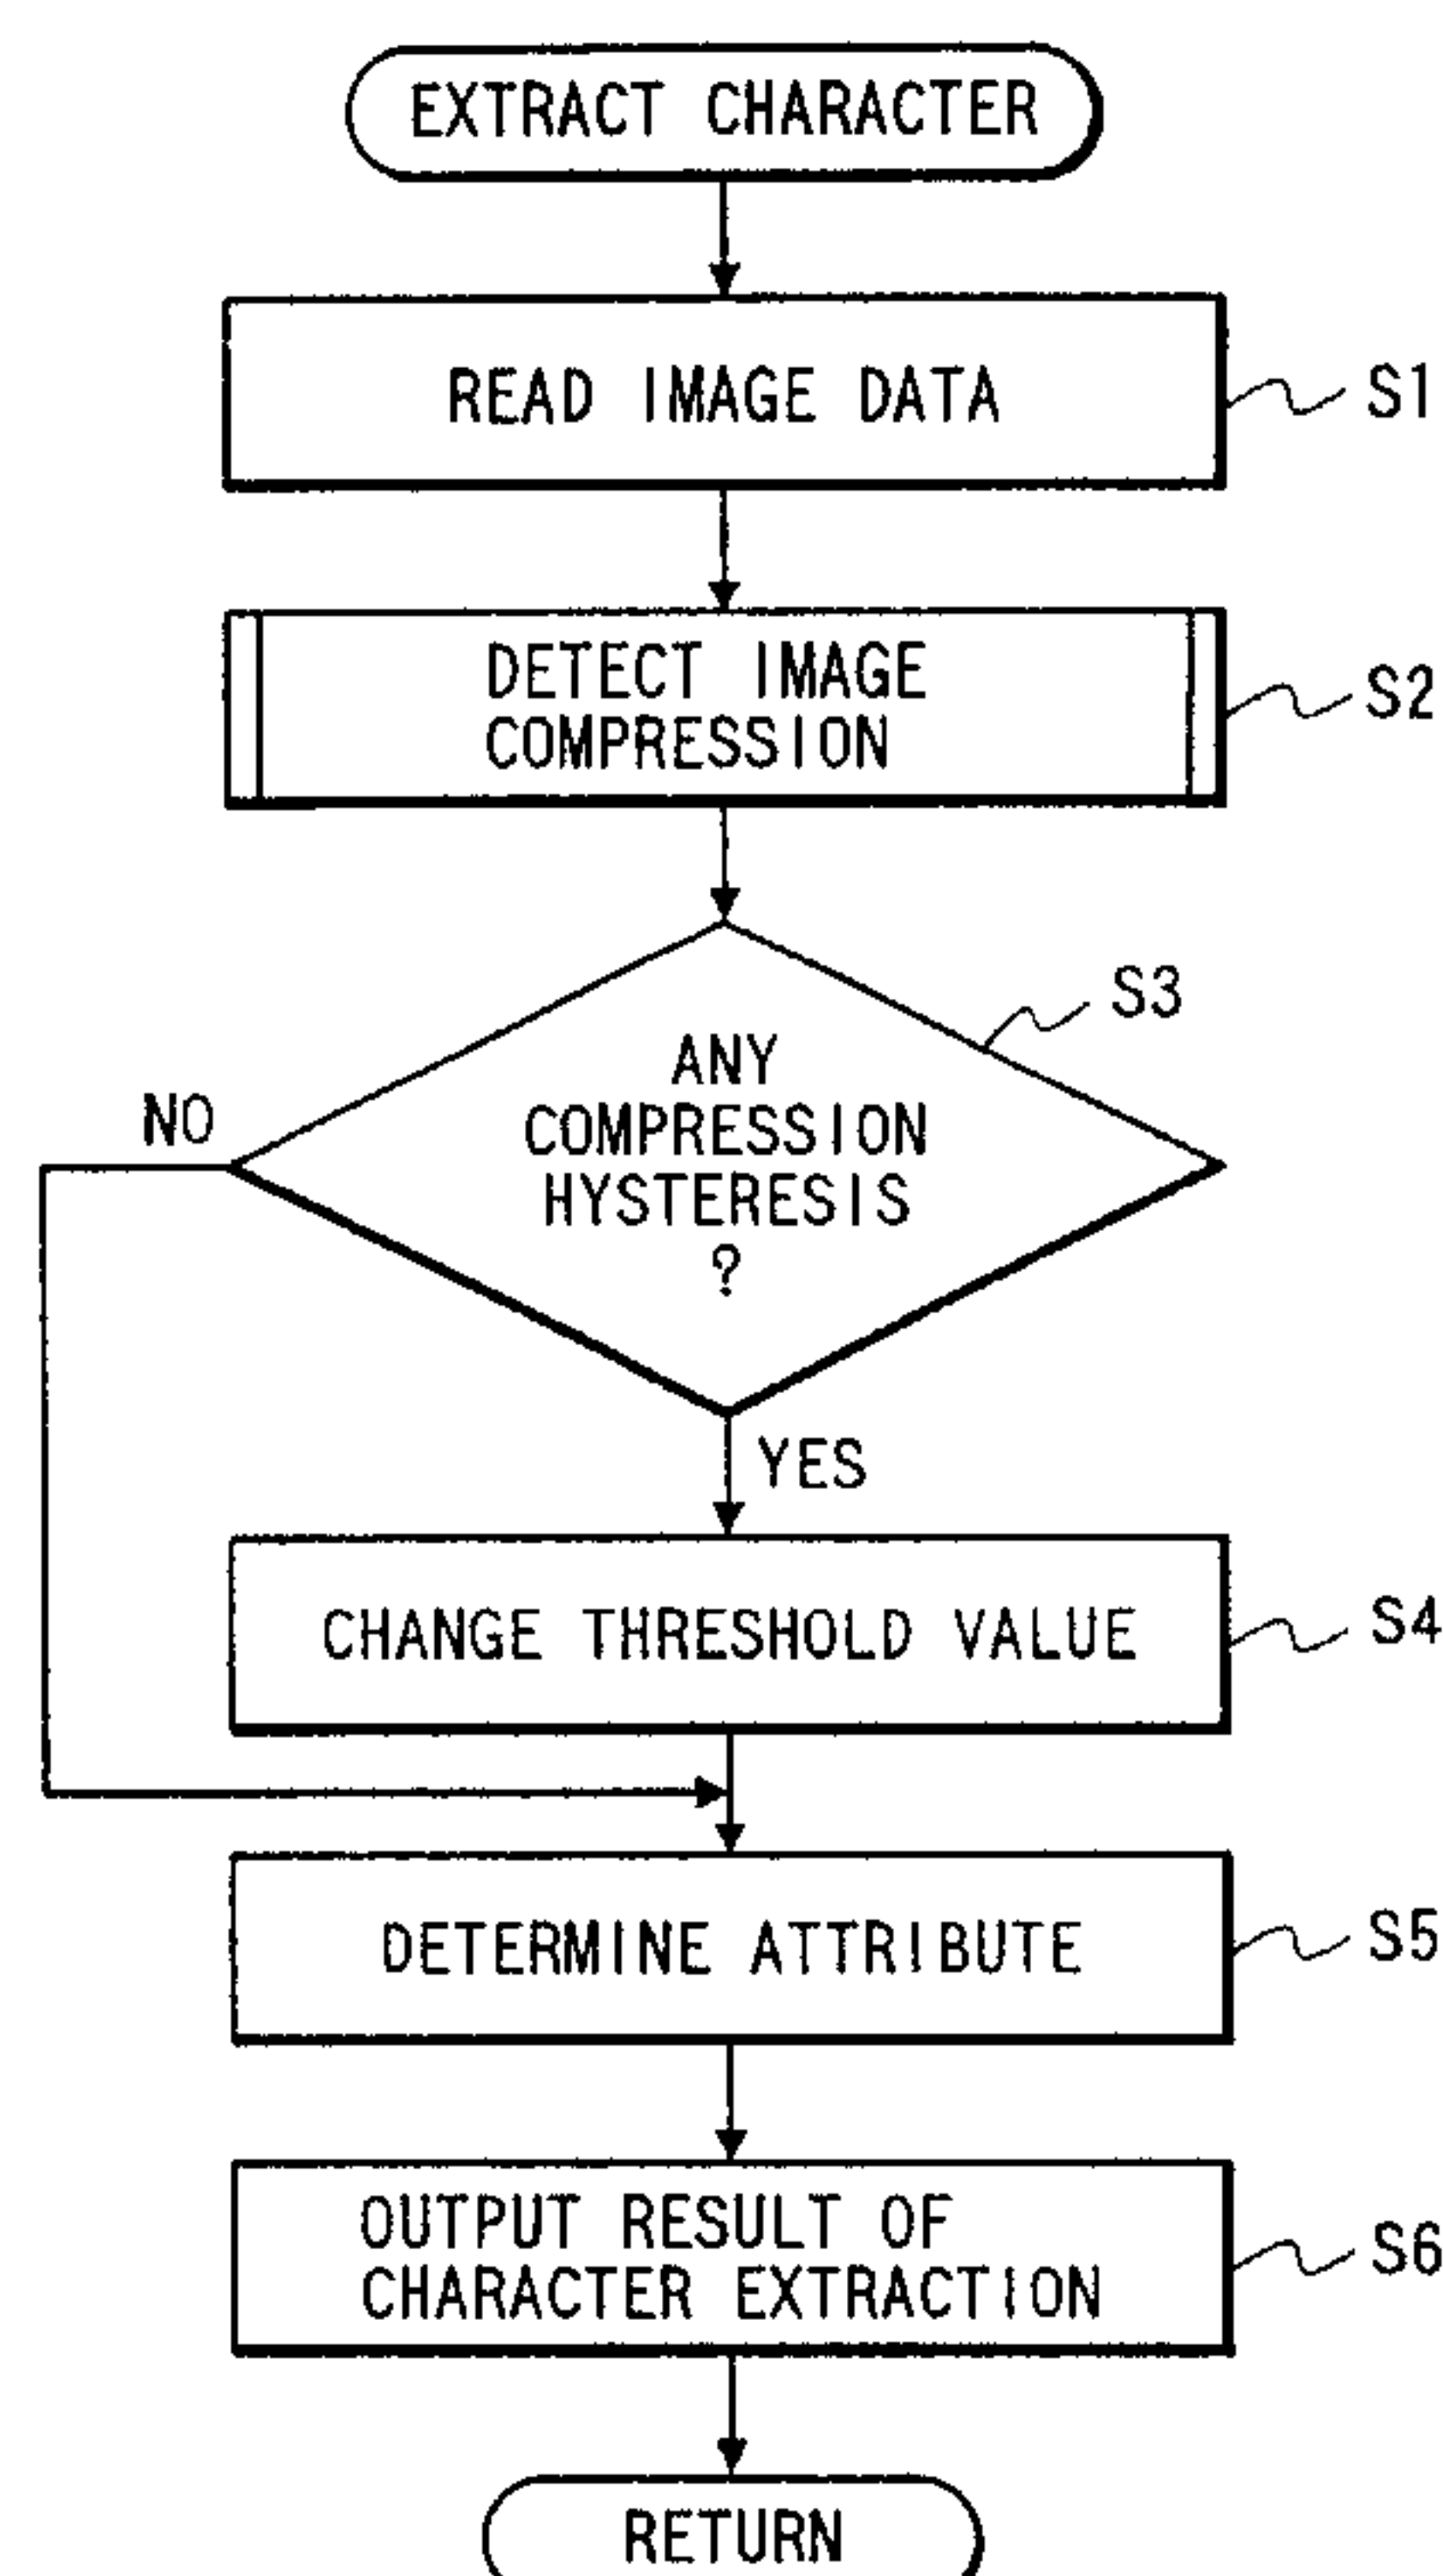 EXTRACT CHARACTER
READ IMAGE DATA
S1
DETECT IMAGE
COMPRESSION
S2
S3
ANY
COMPRESSION
HYSTERESIS
?
NO
YES
CHANGE THRESHOLD VALUE
S4
DETERMINE ATTRIBUTE
S5
OUTPUT RESULT OF
CHARACTER EXTRACTION
S6
RETURN